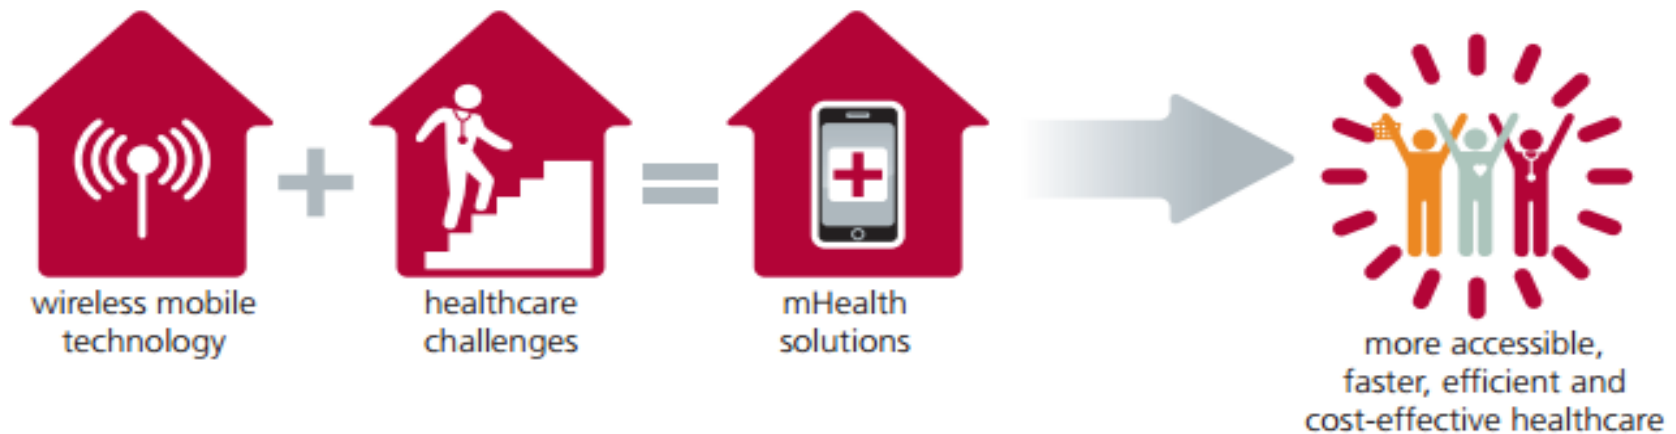 wireless mobile
technology
healthcare
challenges
mHealth
solutions
more accessible,
faster, efficient and
cost-effective healthcare